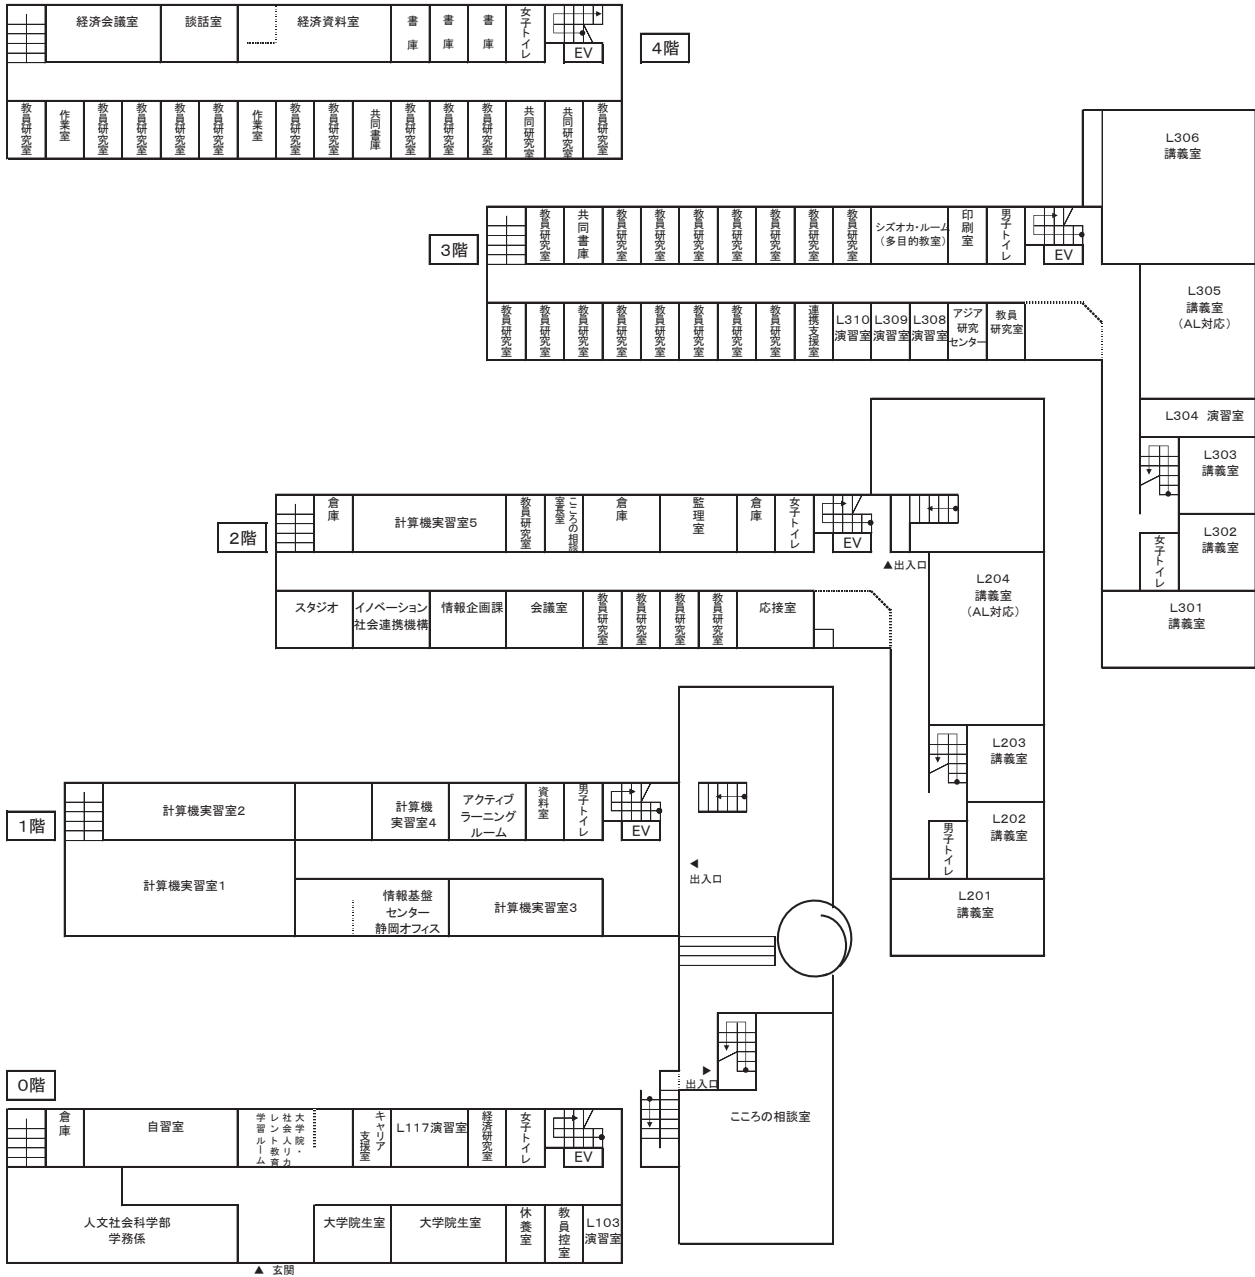 4階
経済会議室
談話室
経済資料室
書庫
書庫
書庫
女子トイレ
EV
教員研究室
作業室
教員研究室
教員研究室
教員研究室
教員研究室
作業室
教員研究室
教員研究室
共同書庫
教員研究室
教員研究室
教員研究室
共同研究室
共同研究室
教員研究室
3階
教員研究室
共同書庫
教員研究室
教員研究室
教員研究室
教員研究室
教員研究室
教員研究室
教員研究室
シズオカ・ルーム
（多目的教室）
印刷室
男子トイレ
EV
教員研究室
教員研究室
教員研究室
教員研究室
教員研究室
教員研究室
教員研究室
教員研究室
連携支援室
L310
演習室
L309
演習室
L308
演習室
アジア
研究
センター
教員
研究室
L306
講義室
L305
講義室
（AL対応）
L304 演習室
L303
講義室
L302
講義室
女子トイレ
L301
講義室
2階
倉庫
計算機実習室5
教員研究室
こころの相談
室長室
倉庫
監理室
倉庫
女子トイレ
EV
▲出入口
スタジオ
イノベーション
社会連携機構
情報企画課
会議室
教員研究室
教員研究室
教員研究室
教員研究室
応接室
L204
講義室
（AL対応）
L203
講義室
L202
講義室
男子トイレ
L201
講義室
1階
計算機実習室2
計算機
実習室4
アクティブ
ラーニング
ルーム
資料室
男子トイレ
EV
計算機実習室1
情報基盤
センター
静岡オフィス
計算機実習室3
◀
出入口
▶
出入口
こころの相談室
0階
倉庫
自習室
大学院・
社会人リカ
レント教育
学習ルーム
キャリア
支援室
L117演習室
経済研究室
女子トイレ
EV
人文社会科学部
学務係
大学院生室
大学院生室
休養室
教員控室
L103
演習室
▲ 玄関